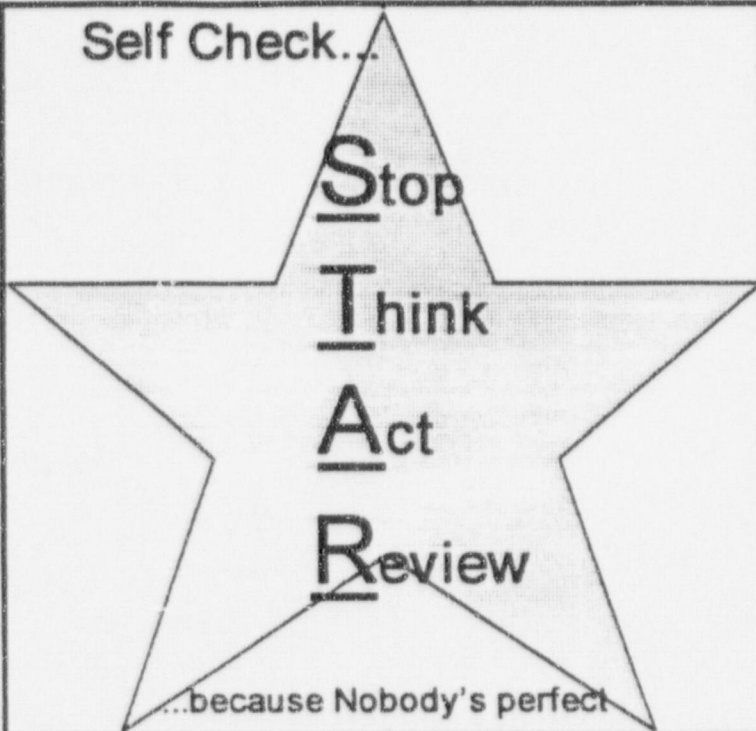 Self Check...
Stop
Think
Act
Review
...because Nobody's perfect